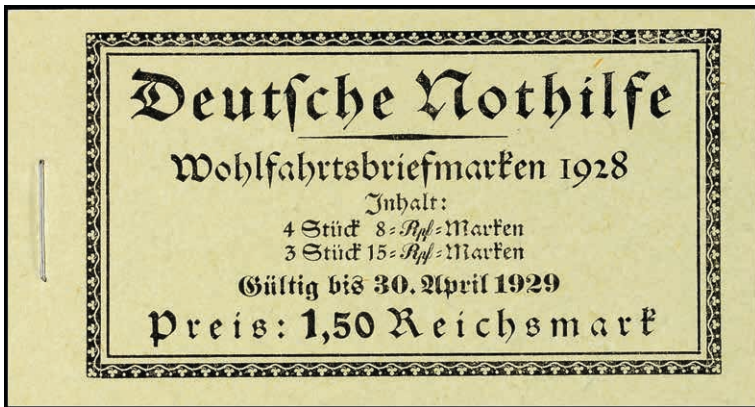 Deutſche Nothilfe
Wohlfahrtsbriefmarken 1928
Inhalt:
4 Stück 8=Rpf=Marken
3 Stück 15=Rpf=Marken
Gültig bis 30. April 1929
Preis: 1,50 Reichsmark